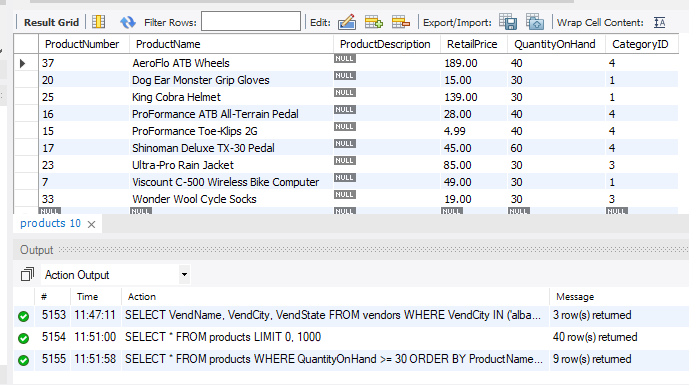 Result Grid Filter Rows: Edit: Export/Import: Wrap Cell Content:
ProductNumber ProductName ProductDescription RetailPrice QuantityOnHand CategoryID
37 AeroFlo ATB Wheels NULL 189.00 40 4
20 Dog Ear Monster Grip Gloves NULL 15.00 30 1
25 King Cobra Helmet NULL 139.00 30 1
16 ProFormance ATB All-Terrain Pedal NULL 28.00 40 4
15 ProFormance Toe-Klips 2G NULL 4.99 40 4
17 Shinoman Deluxe TX-30 Pedal NULL 45.00 60 4
23 Ultra-Pro Rain Jacket NULL 85.00 30 3
7 Viscount C-500 Wireless Bike Computer NULL 49.00 30 1
33 Wonder Wool Cycle Socks NULL 19.00 30 3
NULL NULL NULL NULL NULL NULL
products 10
Output
Action Output
# Time Action Message
5153 11:47:11 SELECT VendName, VendCity, VendState FROM vendors WHERE VendCity IN ('alba... 3 row(s) returned
5154 11:51:00 SELECT * FROM products LIMIT 0, 1000 40 row(s) returned
5155 11:51:58 SELECT * FROM products WHERE QuantityOnHand >= 30 ORDER BY ProductName... 9 row(s) returned